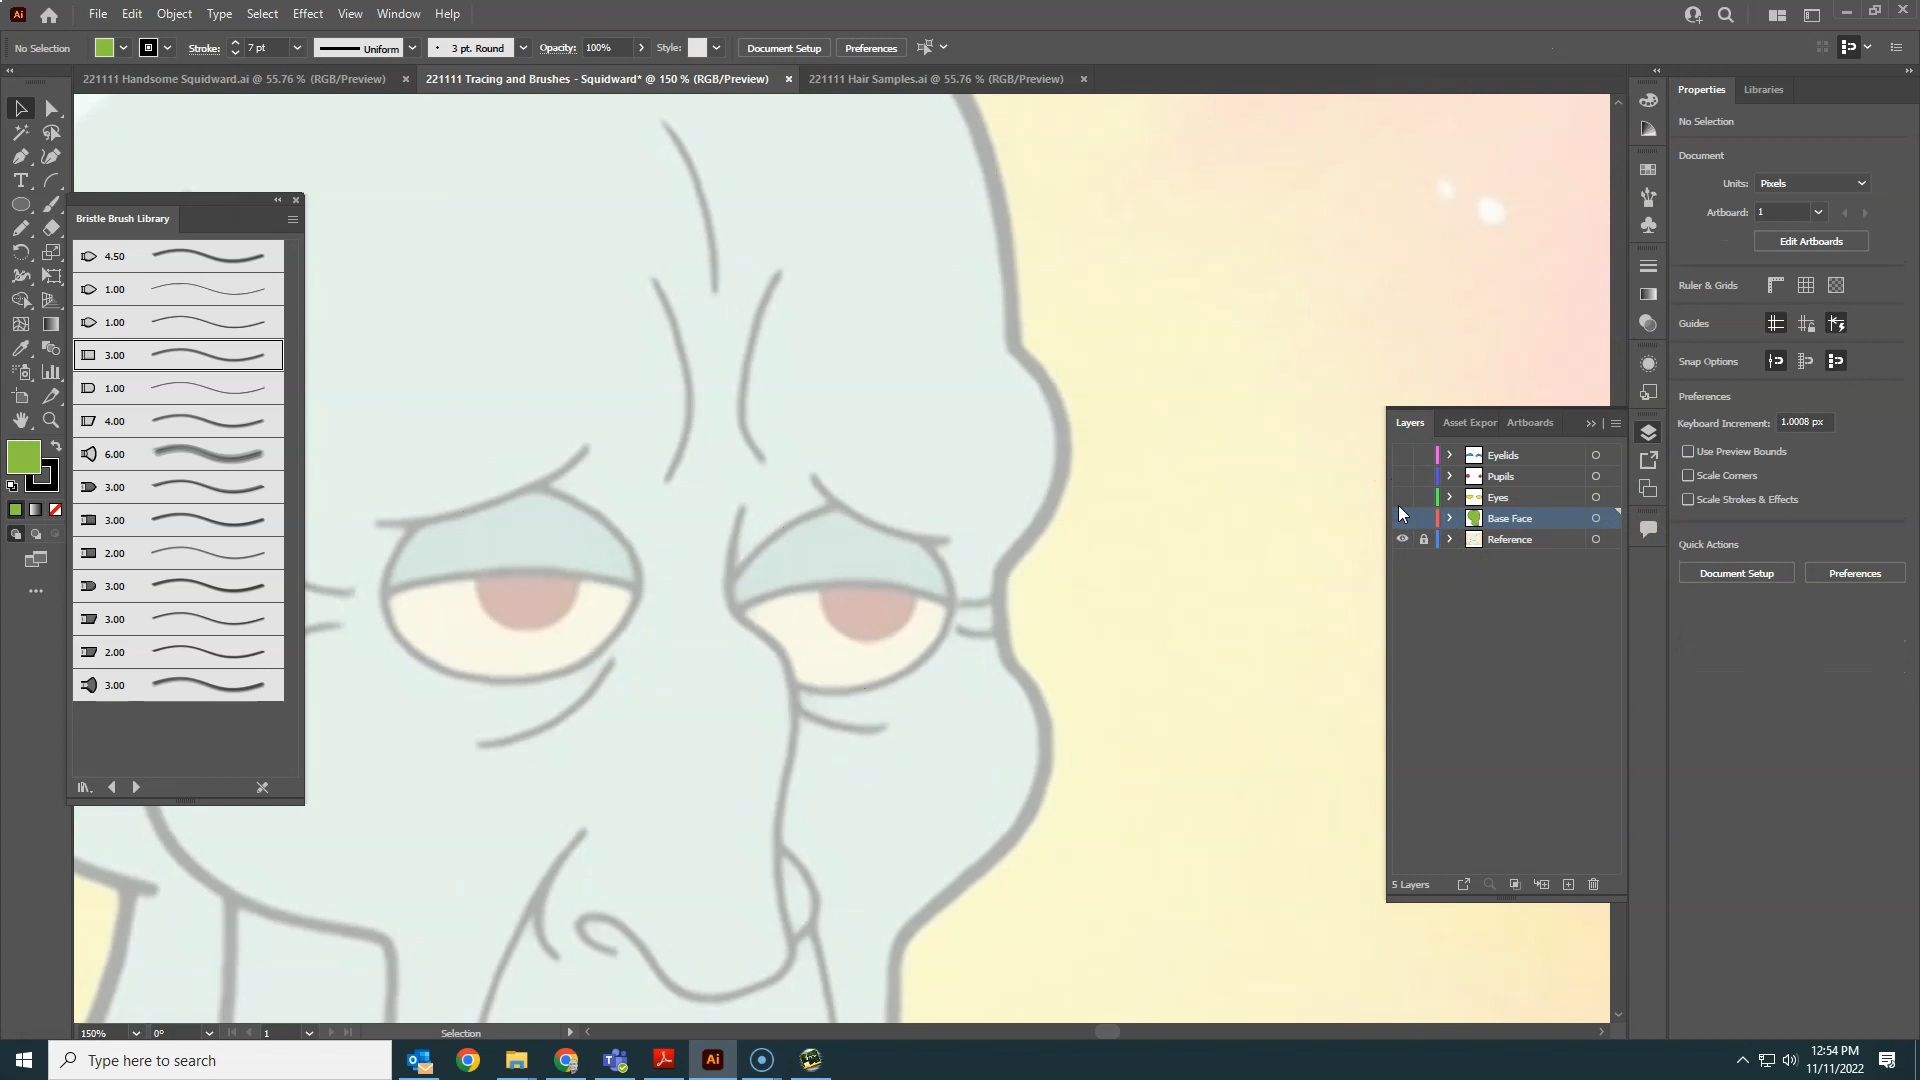 Ai File Edit Object Type Select Effect View Window Help
No Selection Stroke: 7 pt Uniform 3 pt. Round Opacity: 100% Style: Document Setup Preferences
221111 Handsome Squidward.ai @ 55.76 % (RGB/Preview) 221111 Tracing and Brushes - Squidward* @ 150 % (RGB/Preview) 221111 Hair Samples.ai @ 55.76 % (RGB/Preview)
Bristle Brush Library
4.50
1.00
1.00
3.00
1.00
4.00
6.00
3.00
3.00
2.00
3.00
3.00
2.00
3.00
Layers Asset Expor Artboards
Eyelids
Pupils
Eyes
Base Face
Reference
5 Layers
Properties Libraries
No Selection
Document
Units: Pixels
Artboard: 1
Edit Artboards
Ruler & Grids
Guides
Snap Options
Preferences
Keyboard Increment: 1.0008 px
Use Preview Bounds
Scale Corners
Scale Strokes & Effects
Quick Actions
Document Setup Preferences
150% 0° 1 Selection
Type here to search
Ai
12:54 PM
11/11/2022